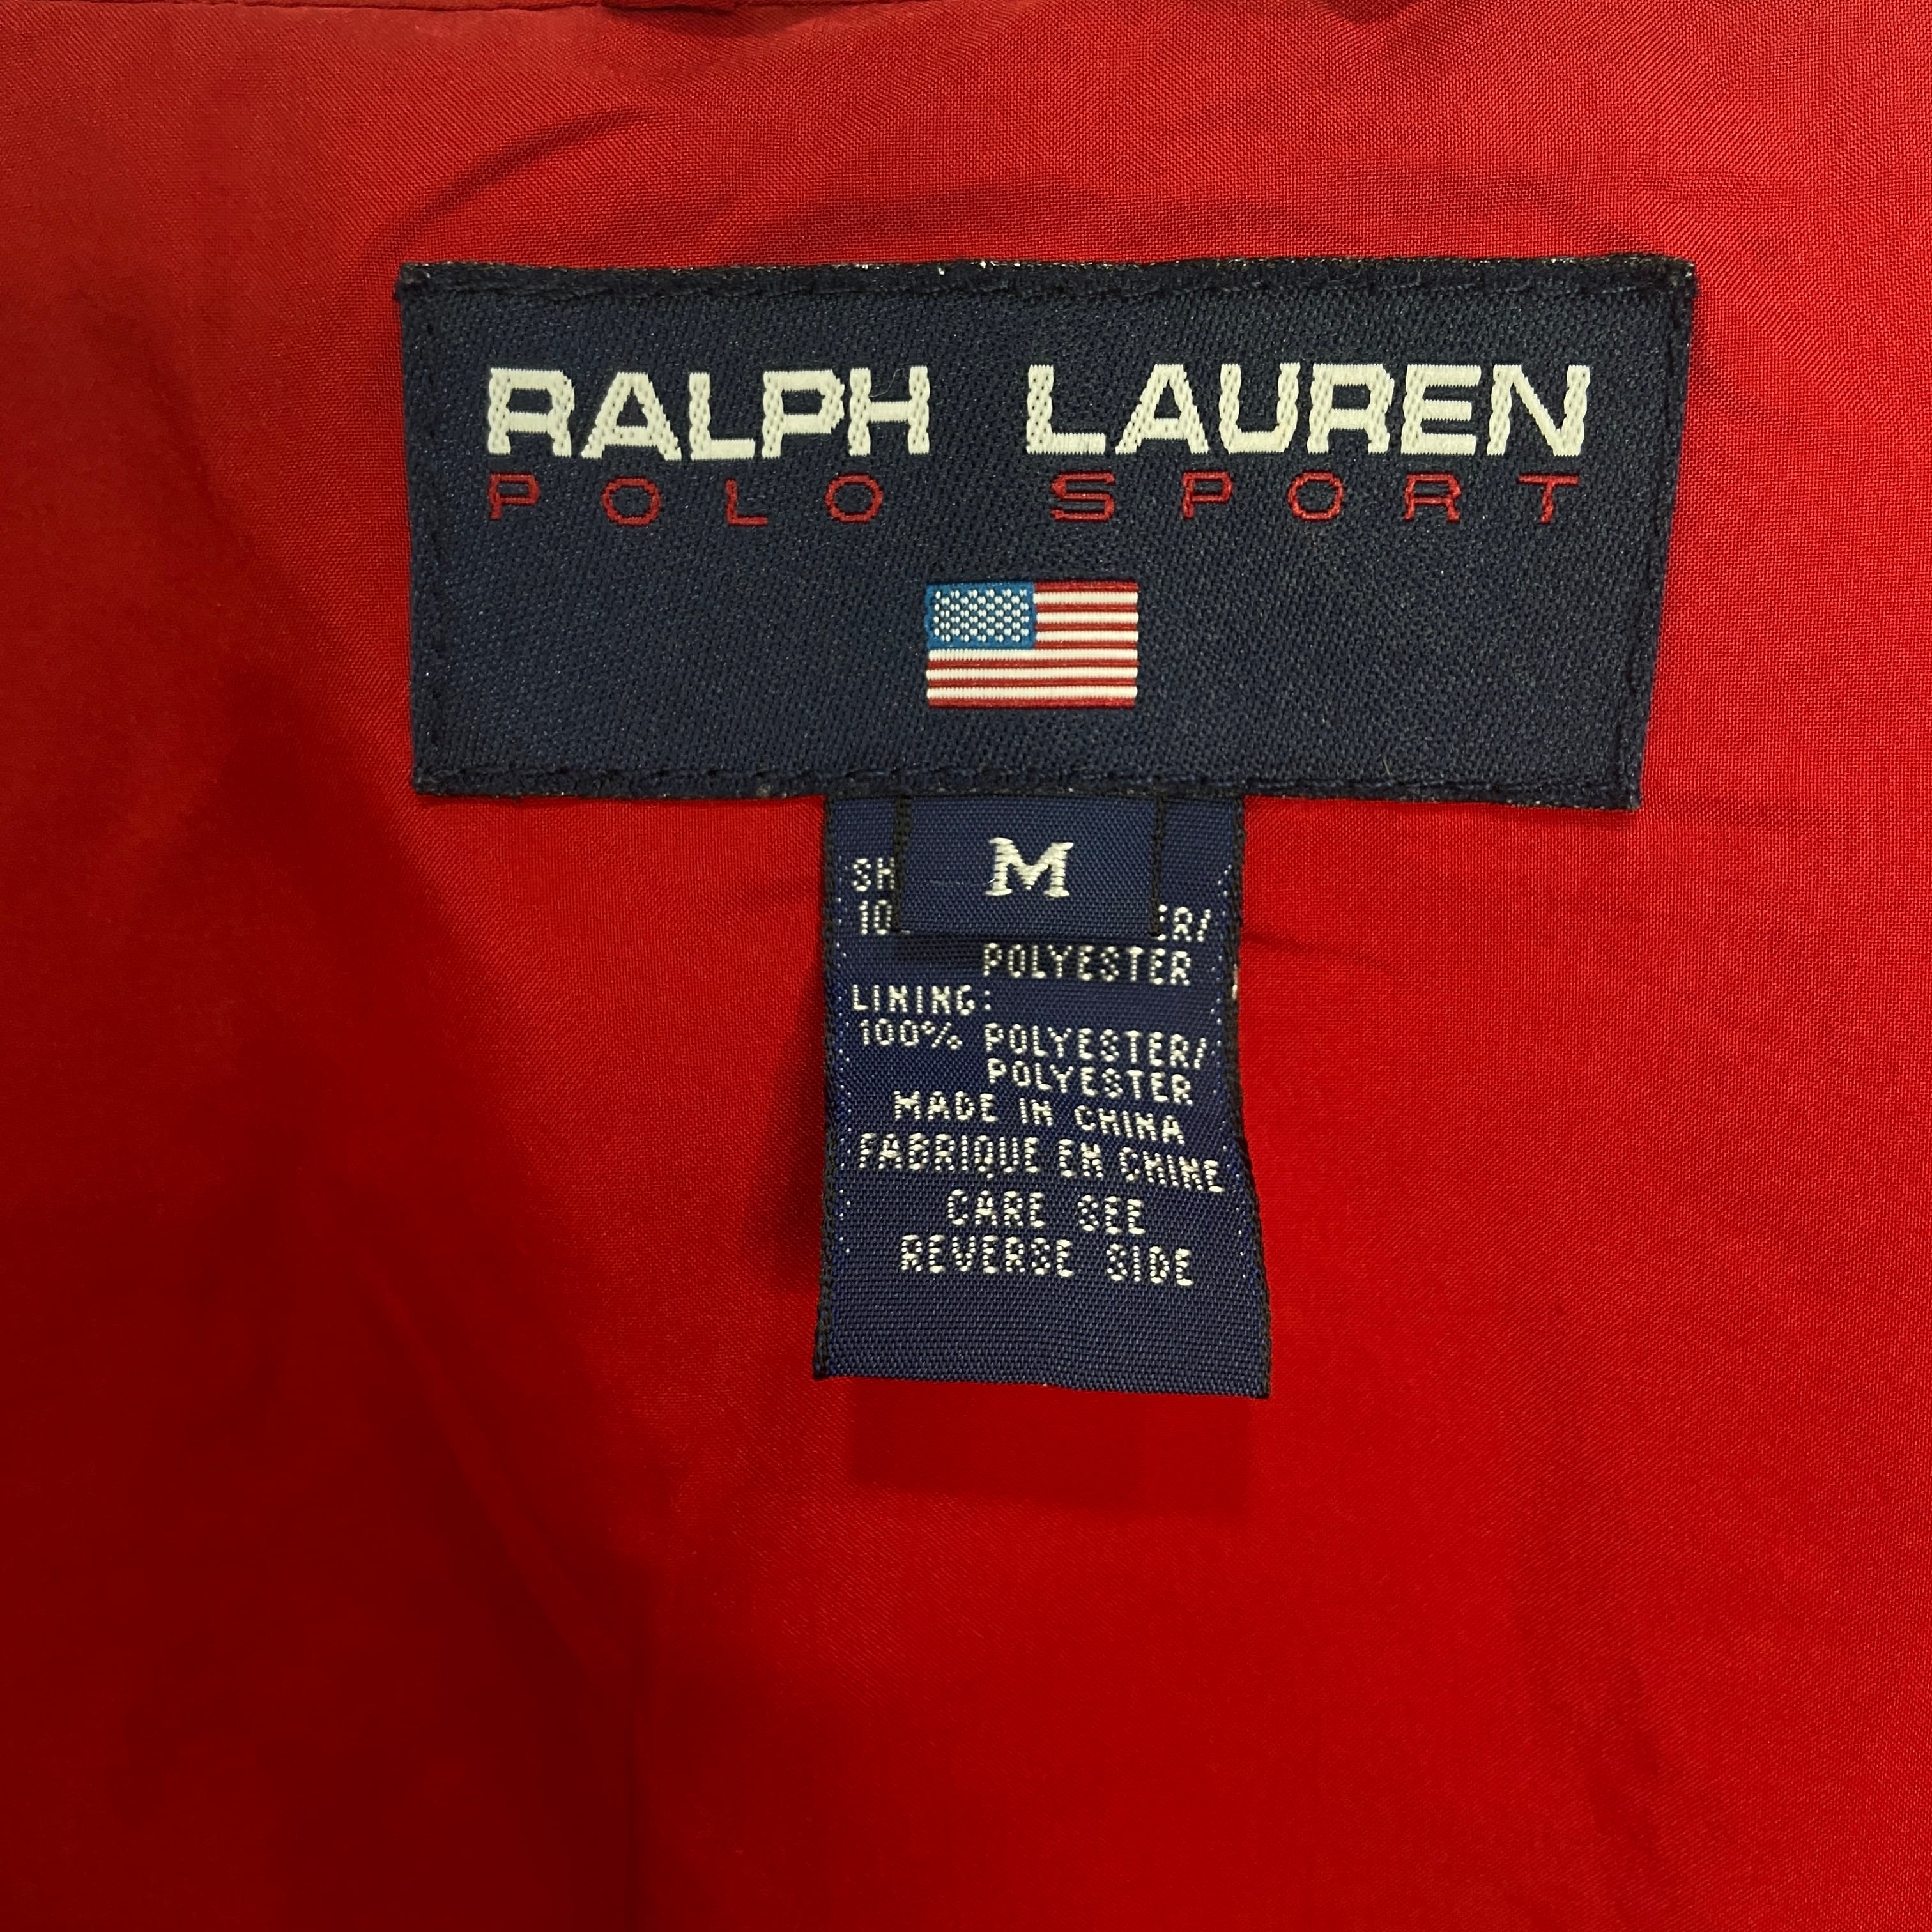 RALPH LAUREN
POLO SPORT
M
POLYESTER
LINING:
100% POLYESTER/
POLYESTER
MADE IN CHINA
FABRIQUE EN CHINE
CARE SEE
REVERSE SIDE